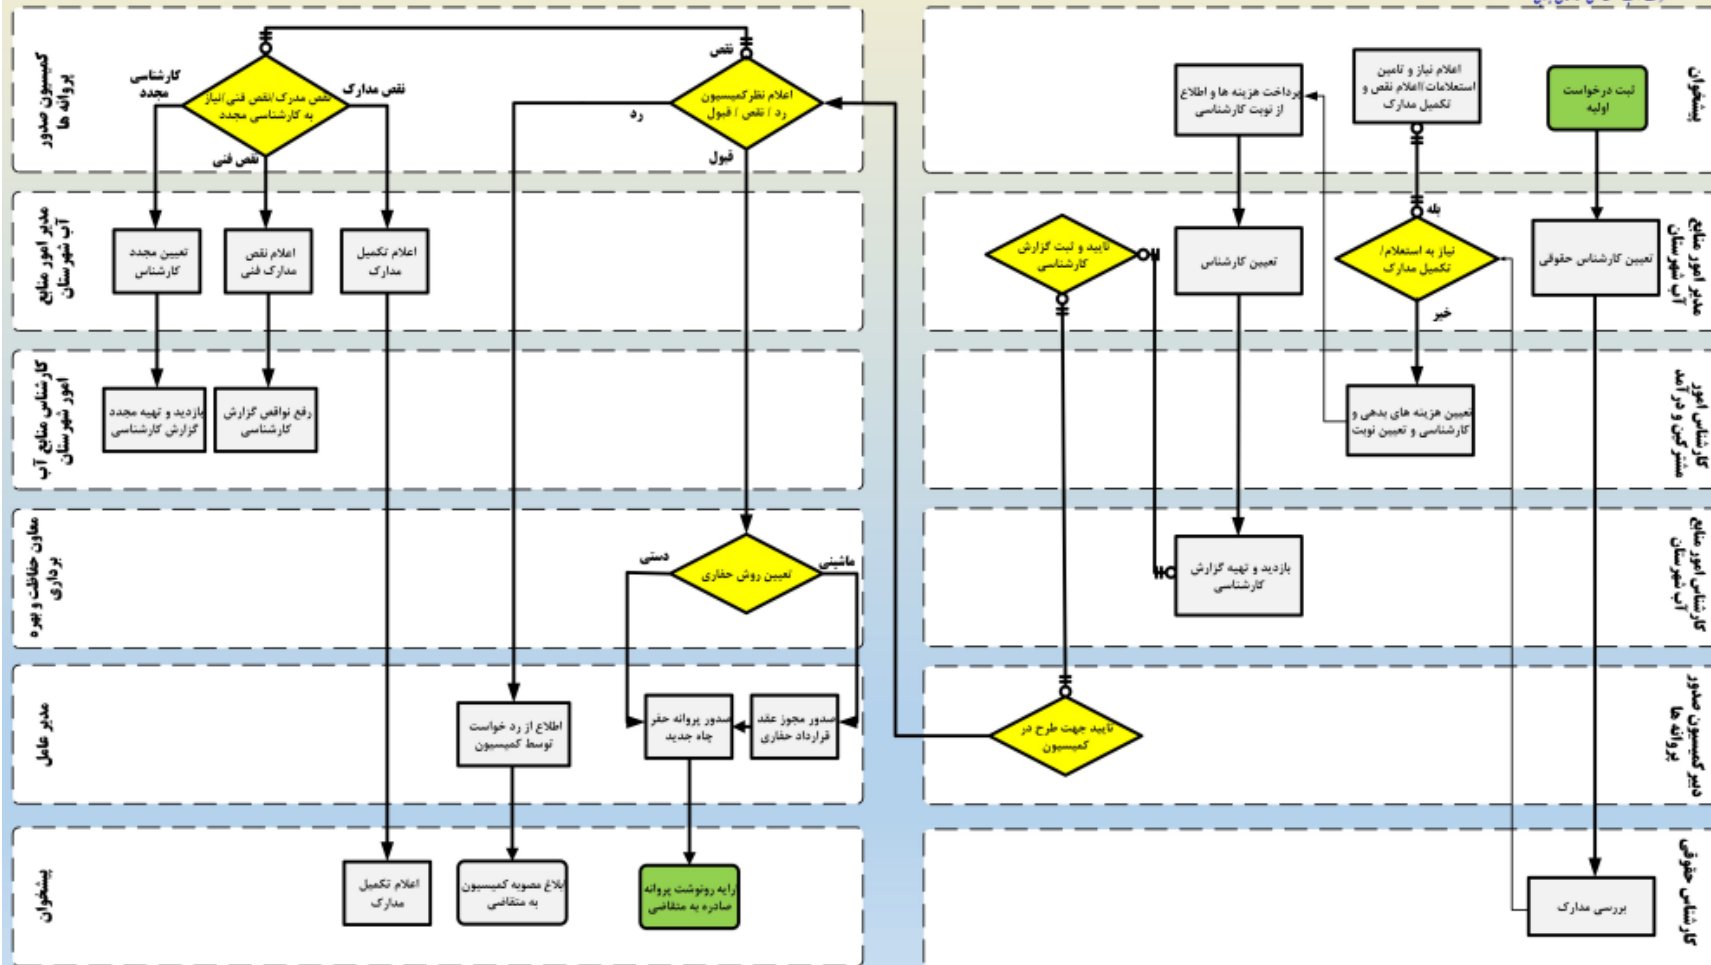 پیشخوان
ثبت درخواست
اولیه
اعلام نیاز و تامین
استعلامات/اعلام نقص و
تکمیل مدارک
پرداخت هزینه ها و اطلاع
از نوبت کارشناسی
مدیر امور منابع
آب شهرستان
تعیین کارشناس حقوقی
بله
نیاز به استعلام/
تکمیل مدارک
خیر
تعیین کارشناس
تایید و ثبت گزارش
کارشناسی
کارشناس امور
مشترکین و درآمد
تعیین هزینه های بدهی و
کارشناسی و تعیین نوبت
کارشناس امور منابع
آب شهرستان
بازدید و تهیه گزارش
کارشناسی
دبیر کمیسیون صدور
پروانه ها
تایید جهت طرح در
کمیسیون
کارشناس حقوقی
بررسی مدارک
کمیسیون صدور
پروانه ها
نقص
اعلام نظرکمیسیون
رد / نقص / قبول
رد
قبول
نقص مدرک/نقص فنی/نیاز
به کارشناسی مجدد
نقص مدارک
کارشناسی
مجدد
نقص فنی
مدیر امور منابع
آب شهرستان
اعلام تکمیل
مدارک
اعلام نقص
مدارک فنی
تعیین مجدد
کارشناس
کارشناس منابع آب
امور شهرستان
رفع نواقص گزارش
کارشناسی
بازدید و تهیه مجدد
گزارش کارشناسی
معاون حفاظت و بهره
برداری
ماشینی
تعیین روش حفاری
دستی
مدیر عامل
صدور مجوز عقد
قرارداد حفاری
صدور پروانه حفر
چاه جدید
اطلاع از رد خواست
توسط کمیسیون
پیشخوان
ارایه رونوشت پروانه
صادره به متقاضی
ابلاغ مصوبه کمیسیون
به متقاضی
اعلام تکمیل
مدارک